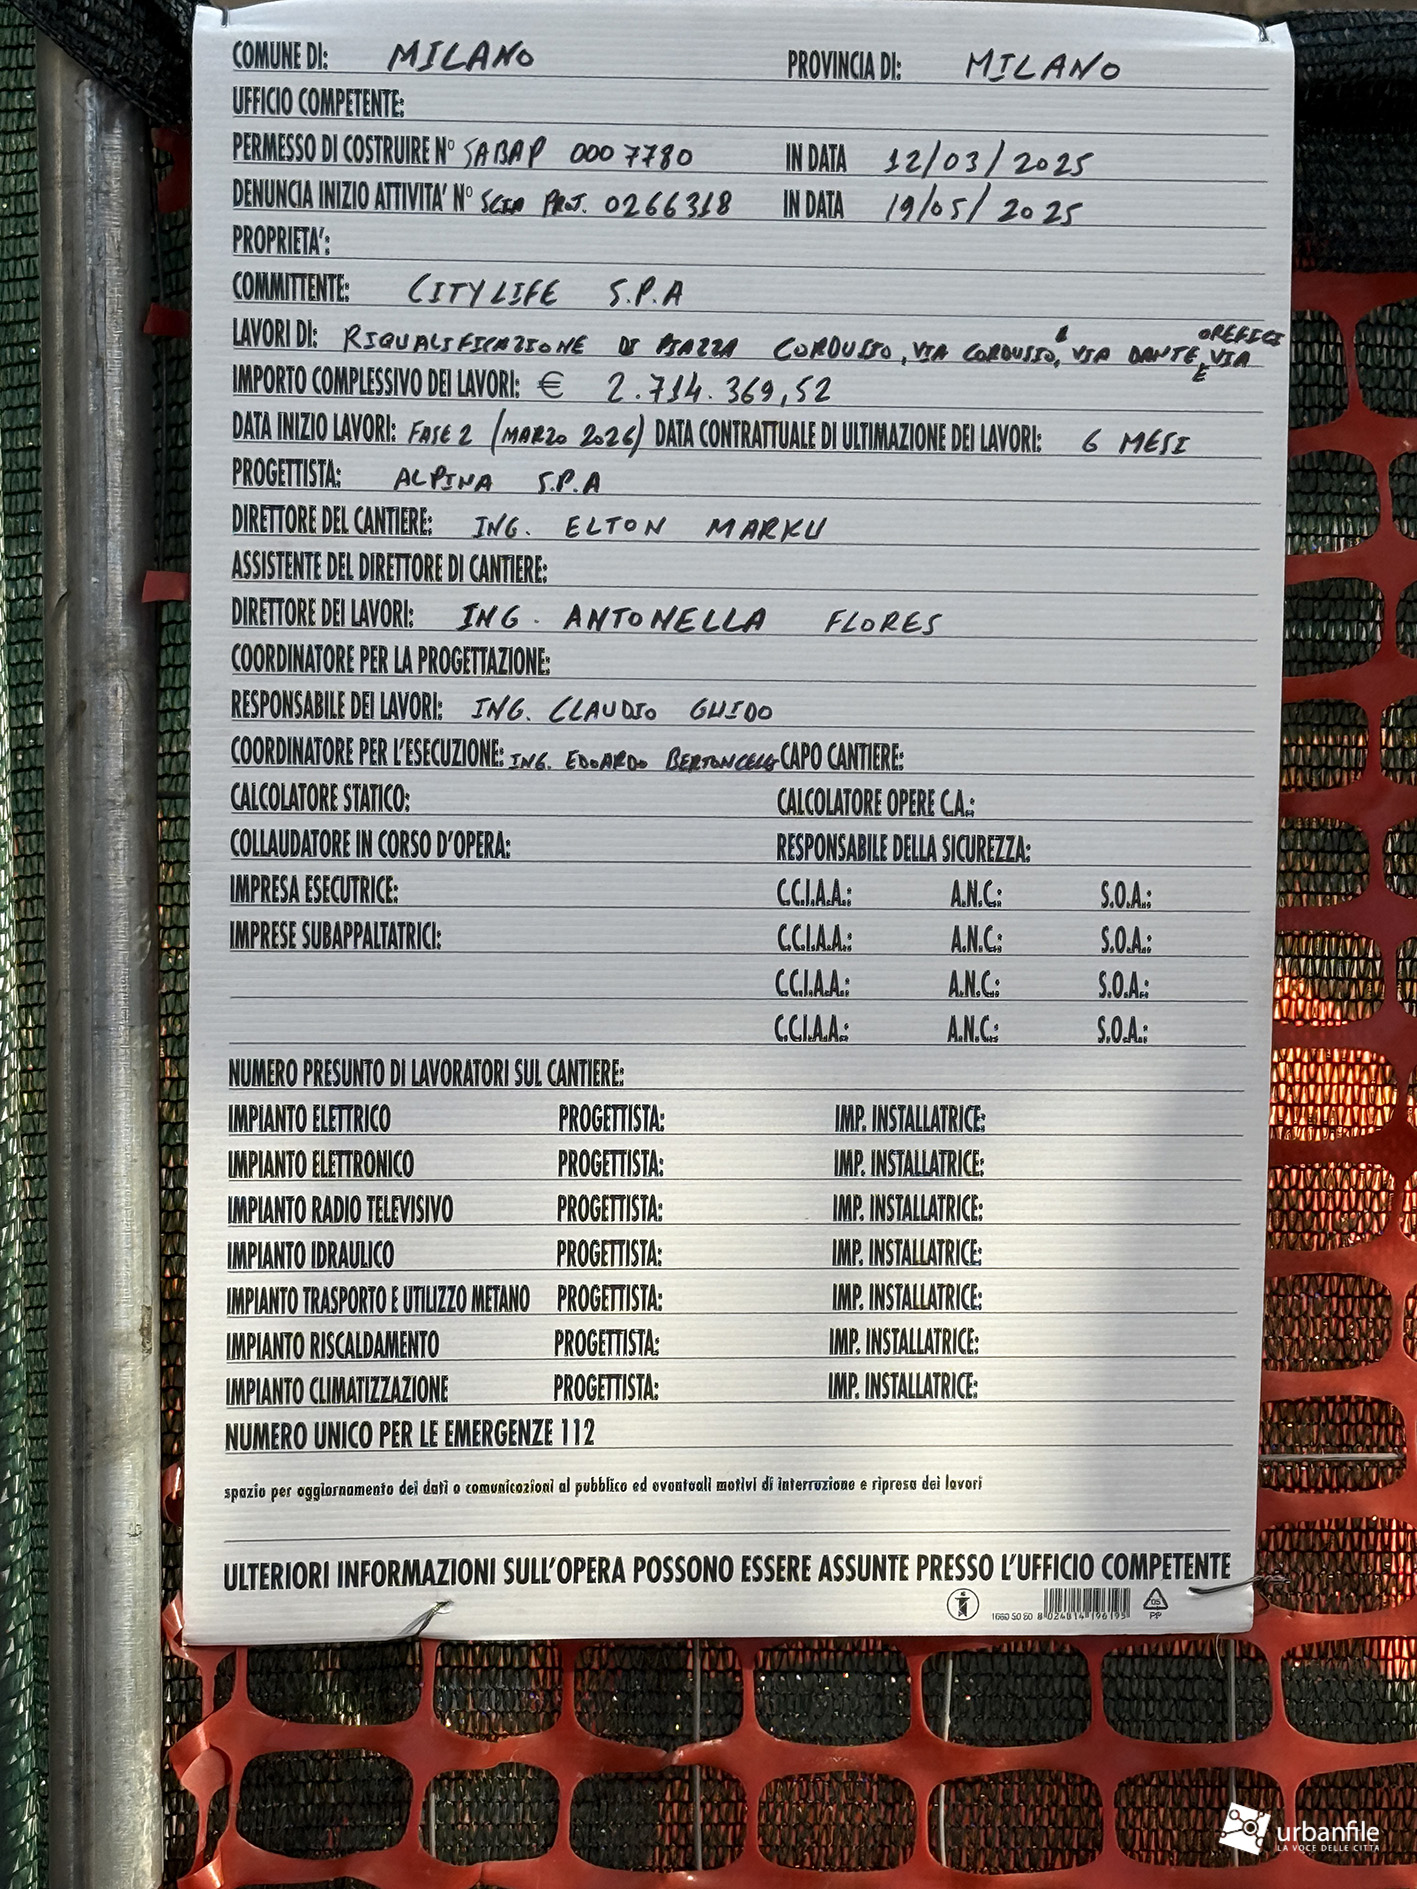 COMUNE DI: MILANO PROVINCIA DI: MILANO
UFFICIO COMPETENTE:
PERMESSO DI COSTRUIRE N° SABAP 0007780 IN DATA 12/03/2025
DENUNCIA INIZIO ATTIVITA' N° SCIA PROT. 0266318 IN DATA 19/05/2025
PROPRIETA':
COMMITTENTE: CITYLIFE S.P.A
LAVORI DI: RIQUALIFICAZIONE DI PIAZZA CORDUSIO, VIA CORDUSIO, VIA DANTE E VIA OREFICI
IMPORTO COMPLESSIVO DEI LAVORI: € 2.714.369,52
DATA INIZIO LAVORI: FASE 2 (MARZO 2026) DATA CONTRATTUALE DI ULTIMAZIONE DEI LAVORI: 6 MESI
PROGETTISTA: ALPINA S.P.A
DIRETTORE DEL CANTIERE: ING. ELTON MARKU
ASSISTENTE DEL DIRETTORE DI CANTIERE:
DIRETTORE DEI LAVORI: ING. ANTONELLA FLORES
COORDINATORE PER LA PROGETTAZIONE:
RESPONSABILE DEI LAVORI: ING. CLAUDIO GUIDO
COORDINATORE PER L'ESECUZIONE: ING. EDOARDO CAPO CANTIERE:
CALCOLATORE STATICO: CALCOLATORE OPERE C.A.:
COLLAUDATORE IN CORSO D'OPERA: RESPONSABILE DELLA SICUREZZA:
IMPRESA ESECUTRICE: C.C.I.A.A.: A.N.C.: S.O.A.:
IMPRESE SUBAPPALTATRICI: C.C.I.A.A.: A.N.C.: S.O.A.:
C.C.I.A.A.: A.N.C.: S.O.A.:
C.C.I.A.A.: A.N.C.: S.O.A.:
NUMERO PRESUNTO DI LAVORATORI SUL CANTIERE:
IMPIANTO ELETTRICO PROGETTISTA: IMP. INSTALLATRICE:
IMPIANTO ELETTRONICO PROGETTISTA: IMP. INSTALLATRICE:
IMPIANTO RADIO TELEVISIVO PROGETTISTA: IMP. INSTALLATRICE:
IMPIANTO IDRAULICO PROGETTISTA: IMP. INSTALLATRICE:
IMPIANTO TRASPORTO E UTILIZZO METANO PROGETTISTA: IMP. INSTALLATRICE:
IMPIANTO RISCALDAMENTO PROGETTISTA: IMP. INSTALLATRICE:
IMPIANTO CLIMATIZZAZIONE PROGETTISTA: IMP. INSTALLATRICE:
NUMERO UNICO PER LE EMERGENZE 112
spazio per aggiornamento dei dati o comunicazioni al pubblico ed eventuali motivi di interruzione e ripresa dei lavori
ULTERIORI INFORMAZIONI SULL'OPERA POSSONO ESSERE ASSUNTE PRESSO L'UFFICIO COMPETENTE
8 024814 196195
05
PP
urbanfile
LA VOCE DELLE CITTÀ